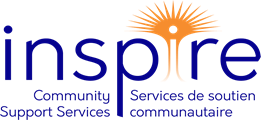 inspire
Community Services de soutien
Support Services communautaire